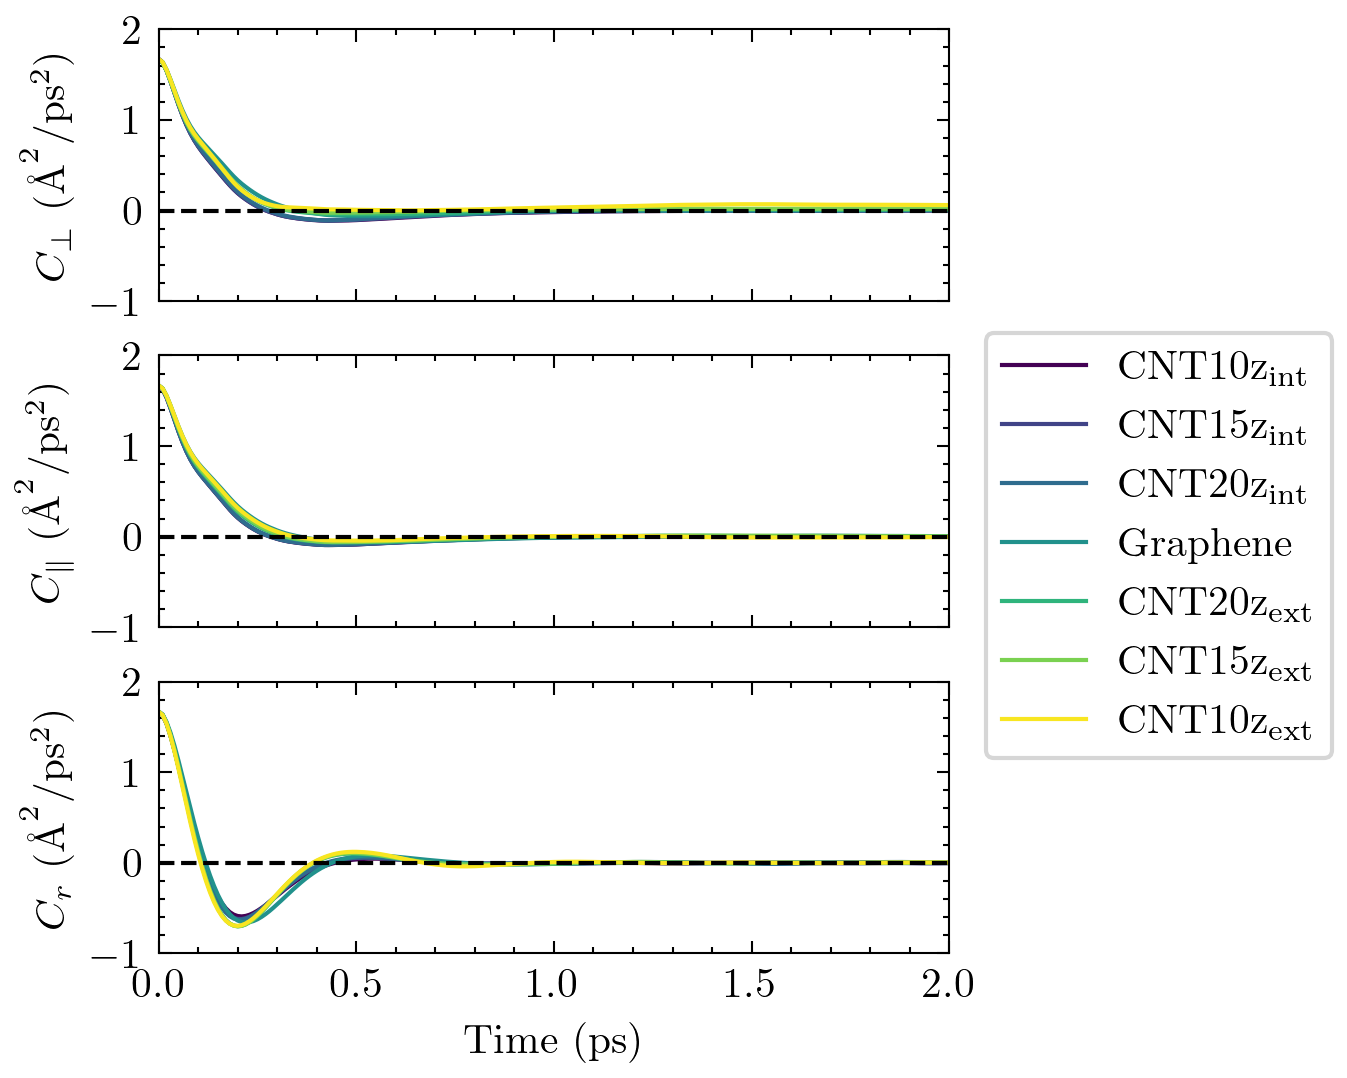 2
1
0
−1
C⊥ (Å²/ps²)
2
1
0
−1
C∥ (Å²/ps²)
2
1
0
−1
Cᵣ (Å²/ps²)
0.0 0.5 1.0 1.5 2.0
Time (ps)
CNT10z_int
CNT15z_int
CNT20z_int
Graphene
CNT20z_ext
CNT15z_ext
CNT10z_ext